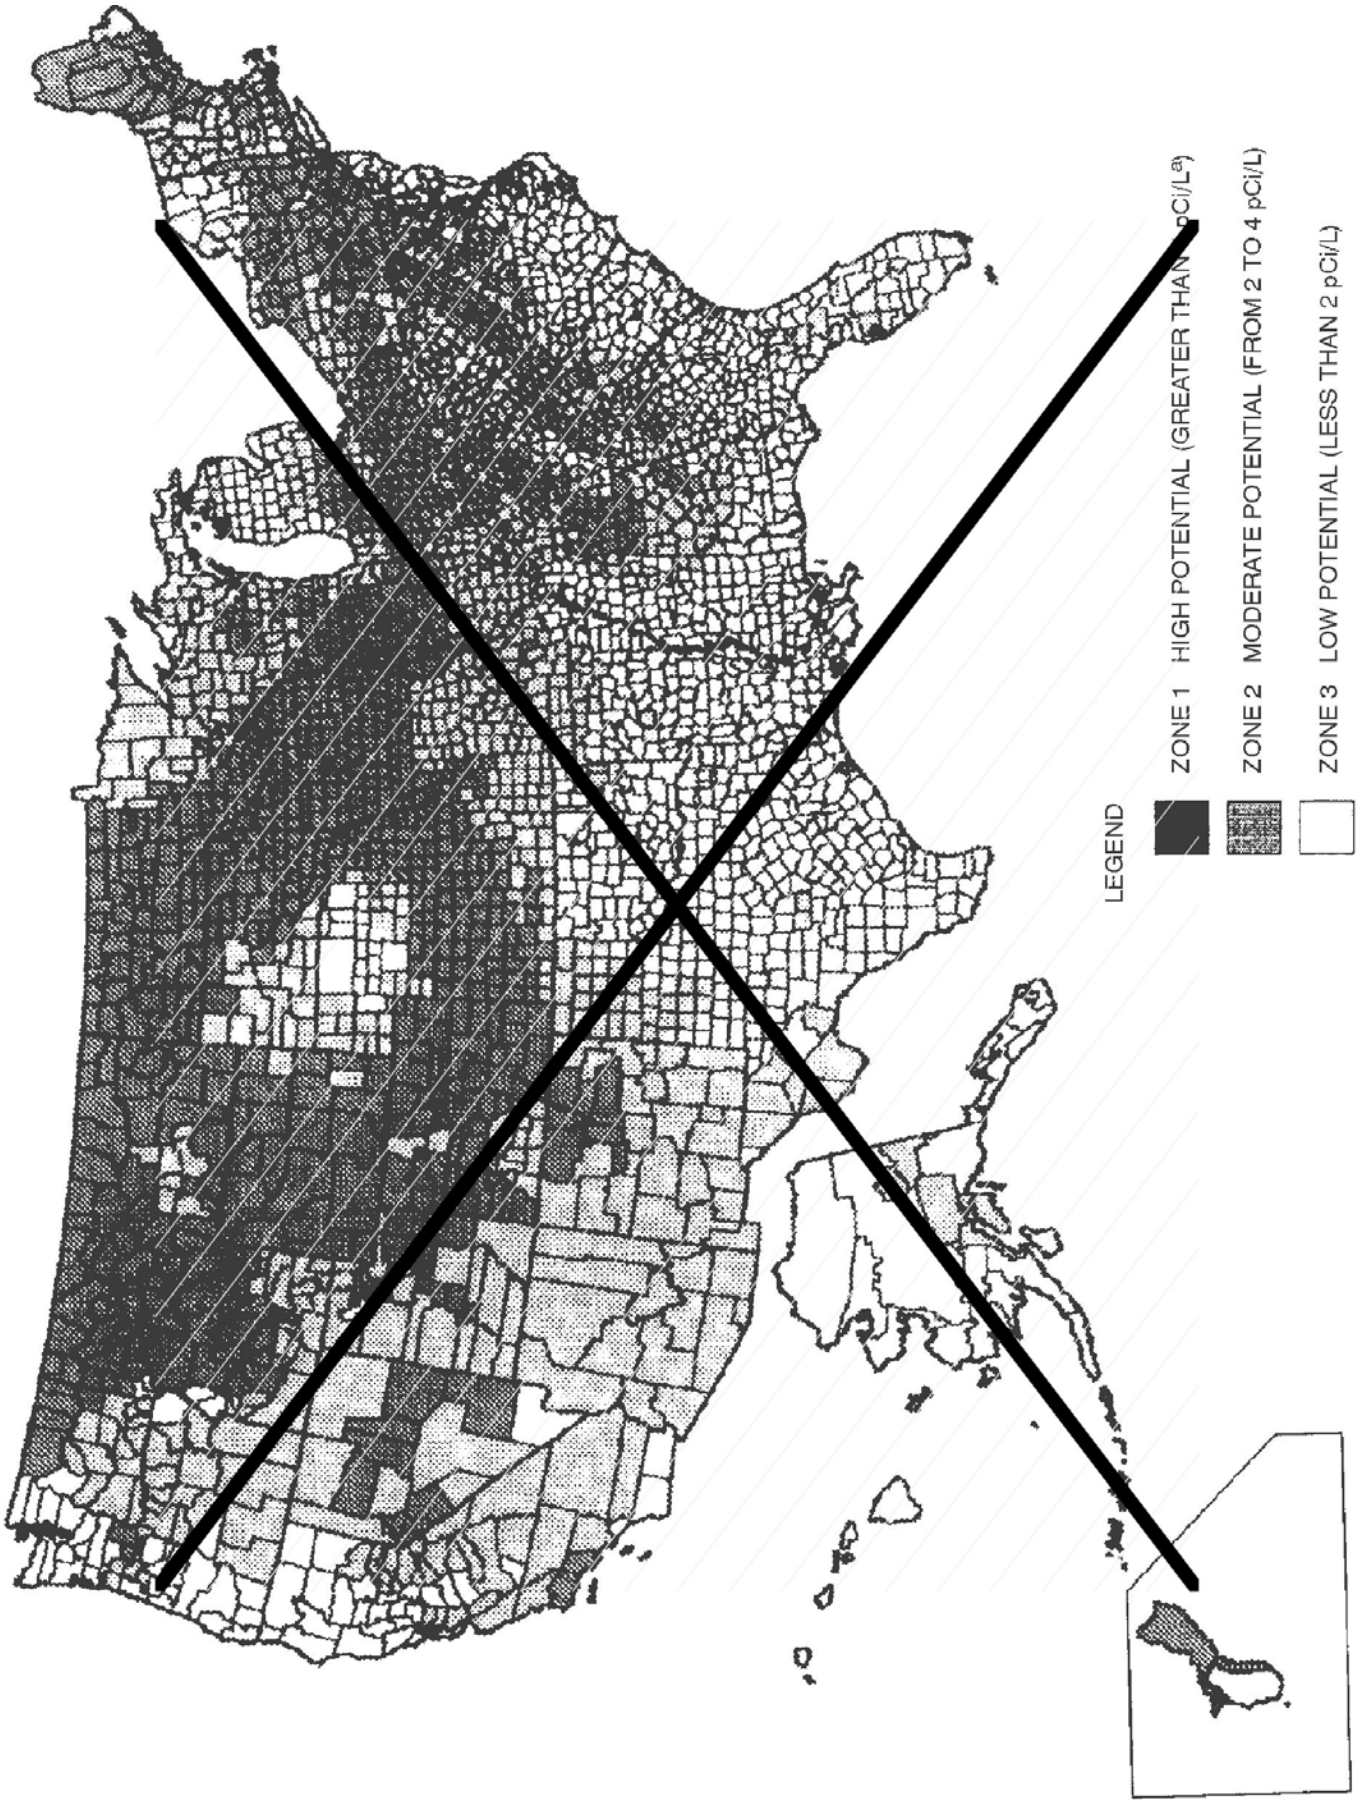 LEGEND
ZONE 1 HIGH POTENTIAL (GREATER THAN pCi/Lª)
ZONE 2 MODERATE POTENTIAL (FROM 2 TO 4 pCi/L)
ZONE 3 LOW POTENTIAL (LESS THAN 2 pCi/L)